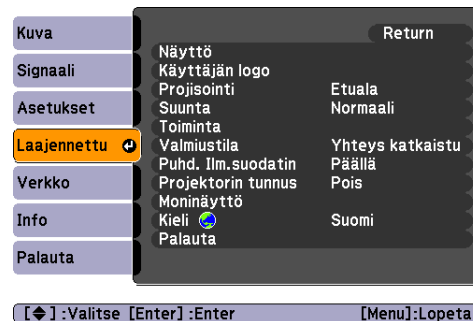 Kuva
Signaali
Asetukset
Laajennettu
Verkko
Info
Palauta
Return
Näyttö
Käyttäjän logo
Projisointi Etuala
Suunta Normaali
Toiminta
Valmiustila Yhteys katkaistu
Puhd. Ilm.suodatin Päällä
Projektorin tunnus Pois
Moninäyttö
Kieli Suomi
Palauta
[◆] :Valitse [Enter] :Enter [Menu]:Lopeta